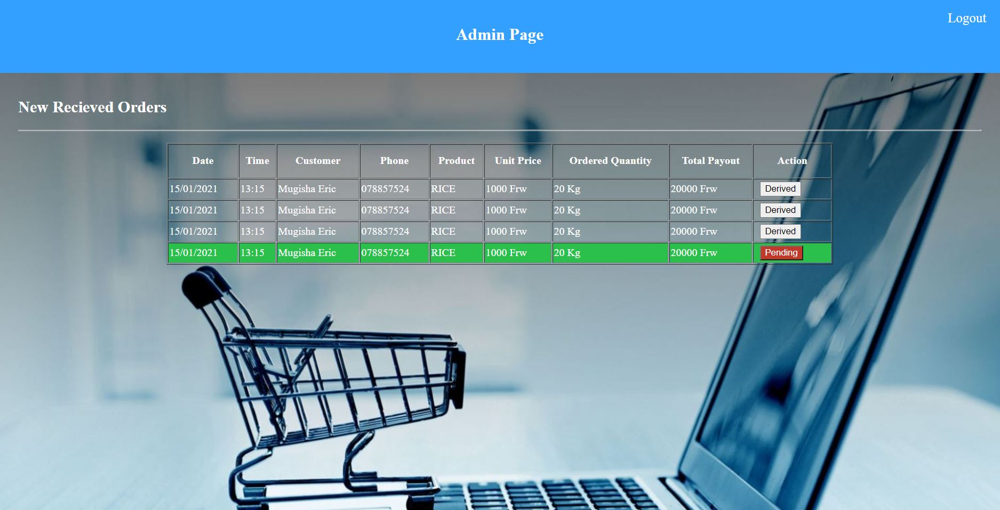 Logout
Admin Page
New Recieved Orders
Date Time Customer Phone Product Unit Price Ordered Quantity Total Payout Action
15/01/2021 13:15 Mugisha Eric 078857524 RICE 1000 Frw 20 Kg 20000 Frw Derived
15/01/2021 13:15 Mugisha Eric 078857524 RICE 1000 Frw 20 Kg 20000 Frw Derived
15/01/2021 13:15 Mugisha Eric 078857524 RICE 1000 Frw 20 Kg 20000 Frw Derived
15/01/2021 13:15 Mugisha Eric 078857524 RICE 1000 Frw 20 Kg 20000 Frw Pending